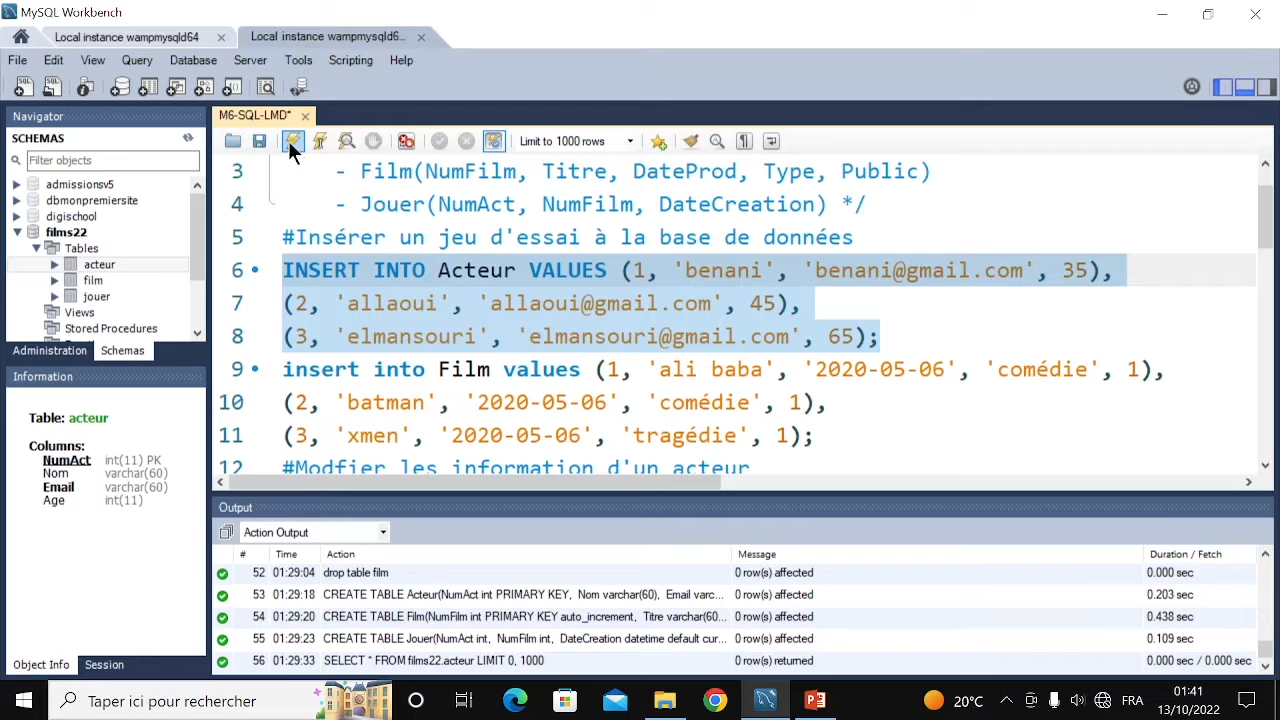 MySQL Workbench
Local instance wampmysqld64
Local instance wampmysqld6...
File Edit View Query Database Server Tools Scripting Help
Navigator
SCHEMAS
Filter objects
admissionsv5
dbmonpremiersite
digischool
films22
Tables
acteur
film
jouer
Views
Stored Procedures
Administration Schemas
Information
Table: acteur
Columns:
NumAct int(11) PK
Nom varchar(60)
Email varchar(60)
Age int(11)
Object Info Session
M6-SQL-LMD*
Limit to 1000 rows
3 - Film(NumFilm, Titre, DateProd, Type, Public)
4 - Jouer(NumAct, NumFilm, DateCreation) */
5 #Insérer un jeu d'essai à la base de données
6 INSERT INTO Acteur VALUES (1, 'benani', 'benani@gmail.com', 35),
7 (2, 'allaoui', 'allaoui@gmail.com', 45),
8 (3, 'elmansouri', 'elmansouri@gmail.com', 65);
9 insert into Film values (1, 'ali baba', '2020-05-06', 'comédie', 1),
10 (2, 'batman', '2020-05-06', 'comédie', 1),
11 (3, 'xmen', '2020-05-06', 'tragédie', 1);
12 #Modfier les information d'un acteur
Output
Action Output
# Time Action Message Duration / Fetch
52 01:29:04 drop table film 0 row(s) affected 0.000 sec
53 01:29:18 CREATE TABLE Acteur(NumAct int PRIMARY KEY, Nom varchar(60), Email varc... 0 row(s) affected 0.203 sec
54 01:29:20 CREATE TABLE Film(NumFilm int PRIMARY KEY auto_increment, Titre varchar(60... 0 row(s) affected 0.438 sec
55 01:29:23 CREATE TABLE Jouer(NumAct int, NumFilm int, DateCreation datetime default cur... 0 row(s) affected 0.109 sec
56 01:29:33 SELECT * FROM films22.acteur LIMIT 0, 1000 0 row(s) returned 0.000 sec / 0.000 sec
Taper ici pour rechercher
20°C
FRA
01:41
13/10/2022